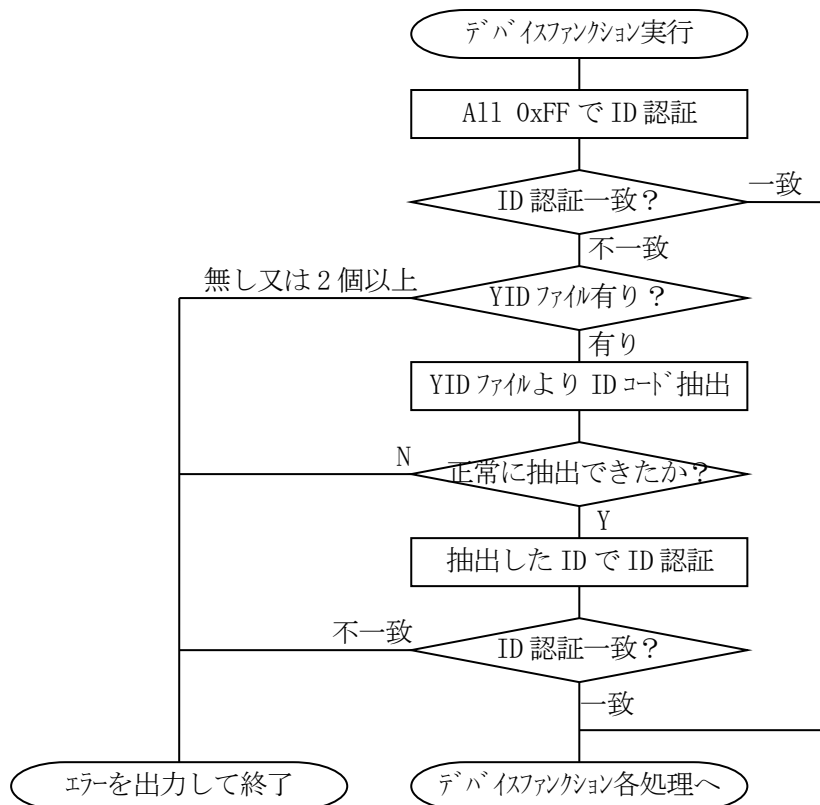 ﾃﾞﾊﾞｲｽﾌｧﾝｸｼｮﾝ実行
All 0xFF で ID 認証
ID 認証一致？
一致
不一致
無し又は２個以上
YID ﾌｧｲﾙ有り？
有り
YID ﾌｧｲﾙより ID ｺｰﾄﾞ抽出
N
正常に抽出できたか？
Y
抽出した ID で ID 認証
不一致
ID 認証一致？
一致
ｴﾗｰを出力して終了
ﾃﾞﾊﾞｲｽﾌｧﾝｸｼｮﾝ各処理へ